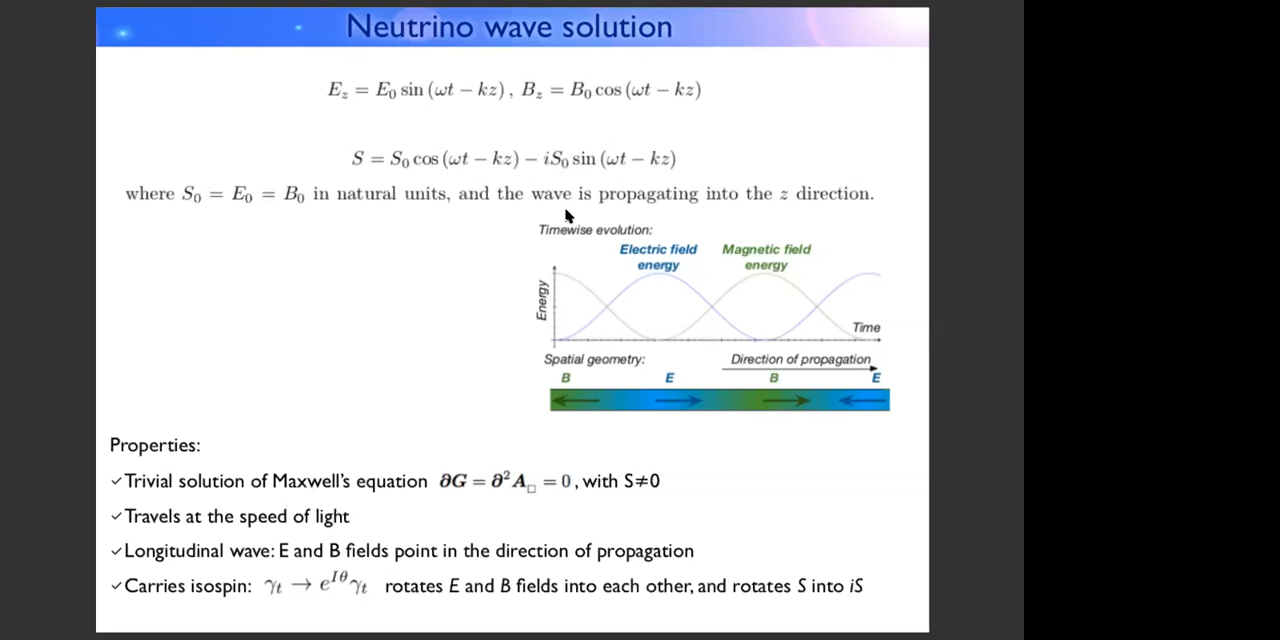 Neutrino wave solution
E_z = E_0 sin (ωt − kz) , B_z = B_0 cos (ωt − kz)
S = S_0 cos (ωt − kz) − iS_0 sin (ωt − kz)
where S_0 = E_0 = B_0 in natural units, and the wave is propagating into the z direction.
Timewise evolution:
Electric field energy
Magnetic field energy
Energy
Time
Spatial geometry:
Direction of propagation
B E B E
Properties:
✓Trivial solution of Maxwell's equation ∂G = ∂²A_□ = 0 , with S≠0
✓Travels at the speed of light
✓Longitudinal wave: E and B fields point in the direction of propagation
✓Carries isospin: γ_t → e^{Iθ} γ_t rotates E and B fields into each other, and rotates S into iS